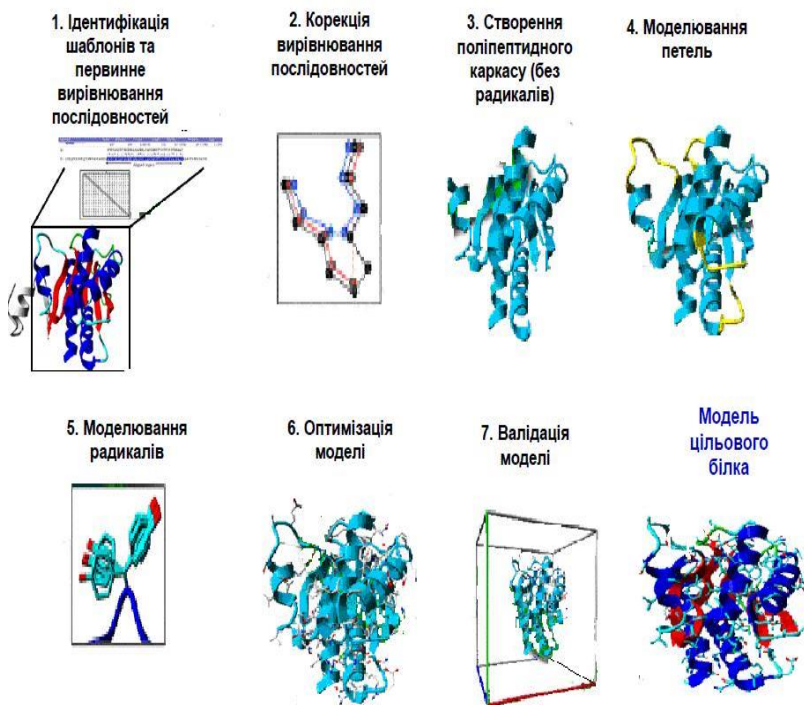 1. Ідентифікація
шаблонів та
первинне
вирівнювання
послідовностей
2. Корекція
вирівнювання
послідовностей
3. Створення
поліпептидного
каркасу (без
радикалів)
4. Моделювання
петель
5. Моделювання
радикалів
6. Оптимізація
моделі
7. Валідація
моделі
Модель
цільового
білка